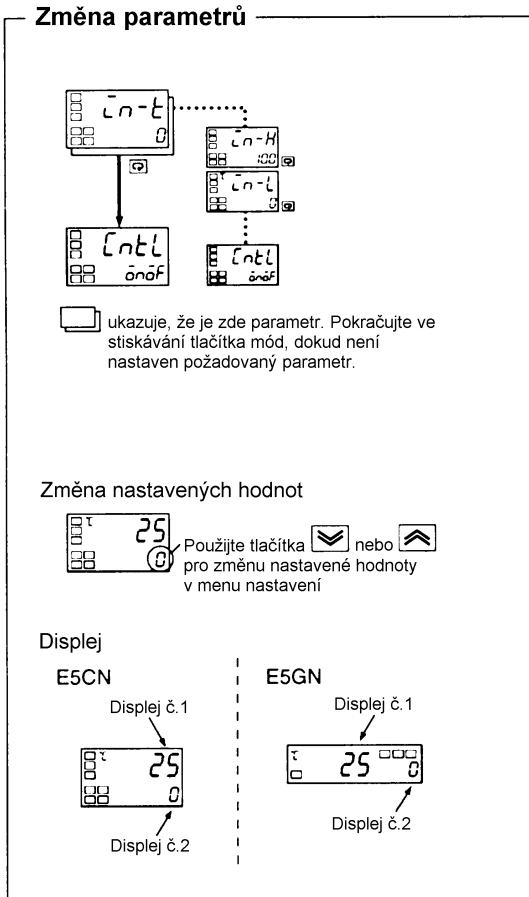 Změna parametrů
in-t
0
in-H
100
in-L
0
Cntl
onof
Cntl
onof
ukazuje, že je zde parametr. Pokračujte ve
stiskávání tlačítka mód, dokud není
nastaven požadovaný parametr.
Změna nastavených hodnot
25
0
Použijte tlačítka nebo
pro změnu nastavené hodnoty
v menu nastavení
Displej
E5CN
E5GN
Displej č.1
Displej č.1
25
0
25
0
Displej č.2
Displej č.2